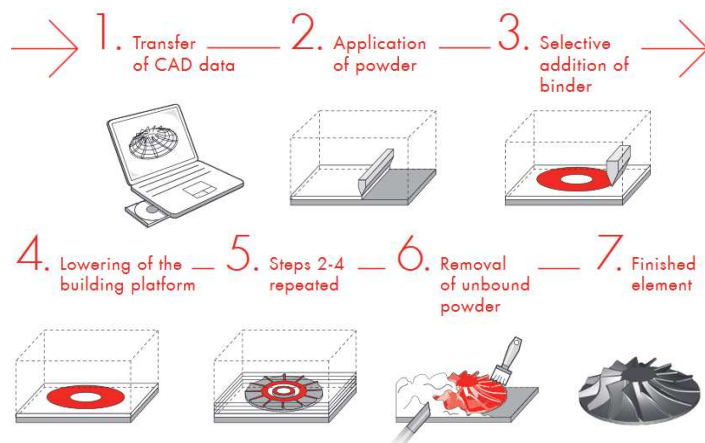 1. Transfer of CAD data
2. Application of powder
3. Selective addition of binder
4. Lowering of the building platform
5. Steps 2-4 repeated
6. Removal of unbound powder
7. Finished element